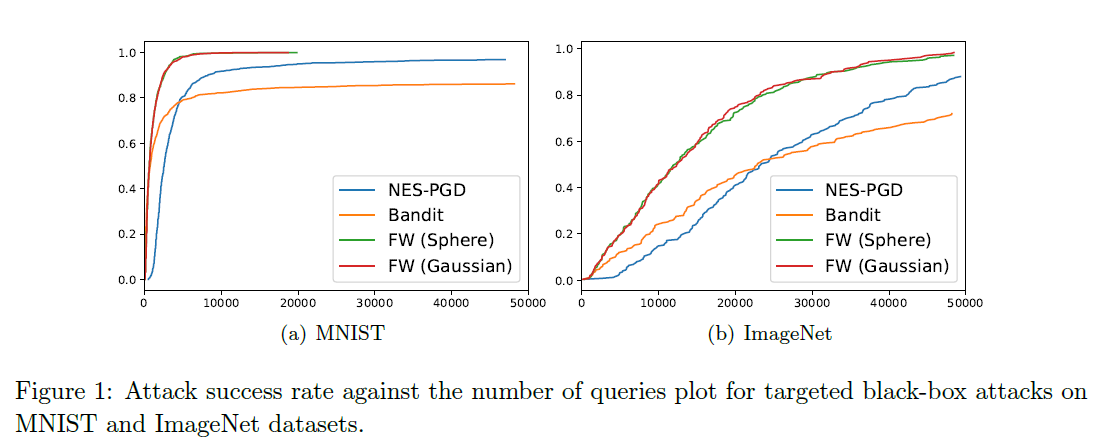 1.0
0.8
0.6
0.4
0.2
0.0
0 10000 20000 30000 40000 50000
NES-PGD
Bandit
FW (Sphere)
FW (Gaussian)
(a) MNIST
1.0
0.8
0.6
0.4
0.2
0.0
0 10000 20000 30000 40000 50000
NES-PGD
Bandit
FW (Sphere)
FW (Gaussian)
(b) ImageNet
Figure 1: Attack success rate against the number of queries plot for targeted black-box attacks on
MNIST and ImageNet datasets.